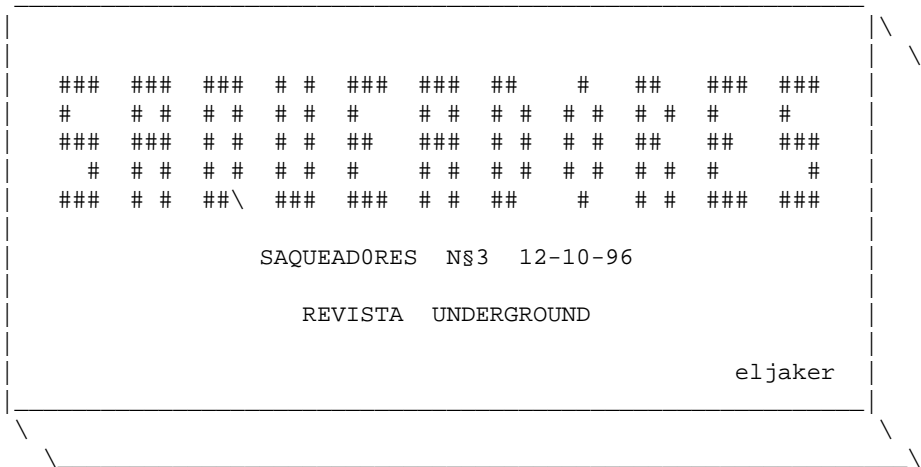 SAQUEADORES
SAQUEAD0RES N§3 12-10-96
REVISTA UNDERGROUND
eljaker